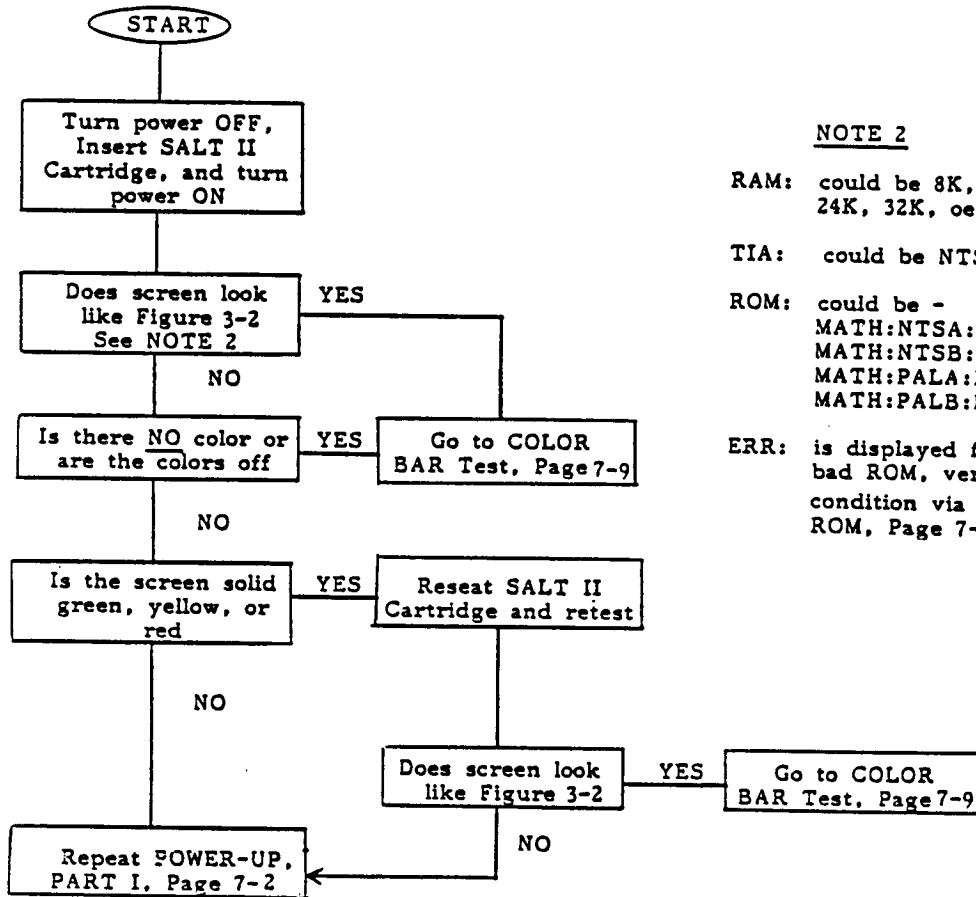 START
Turn power OFF,
Insert SALT II
Cartridge, and turn
power ON
Does screen look
like Figure 3-2
See NOTE 2
YES
NO
Is there NO color or
are the colors off
YES
Go to COLOR
BAR Test, Page 7-9
NO
Is the screen solid
green, yellow, or
red
YES
Reseat SALT II
Cartridge and retest
NO
Does screen look
like Figure 3-2
YES
Go to COLOR
BAR Test, Page 7-9
NO
Repeat POWER-UP,
PART I, Page 7-2
NOTE 2
RAM: could be 8K,
24K, 32K, oe
TIA: could be NTS
ROM: could be -
MATH:NTSA:
MATH:NTSB:
MATH:PALA:
MATH:PALB:
ERR: is displayed f
bad ROM, ver
condition via
ROM, Page 7-